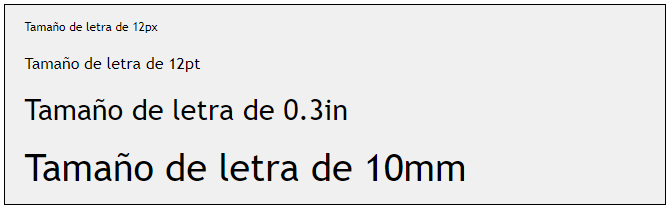 Tamaño de letra de 12px
Tamaño de letra de 12pt
Tamaño de letra de 0.3in
Tamaño de letra de 10mm